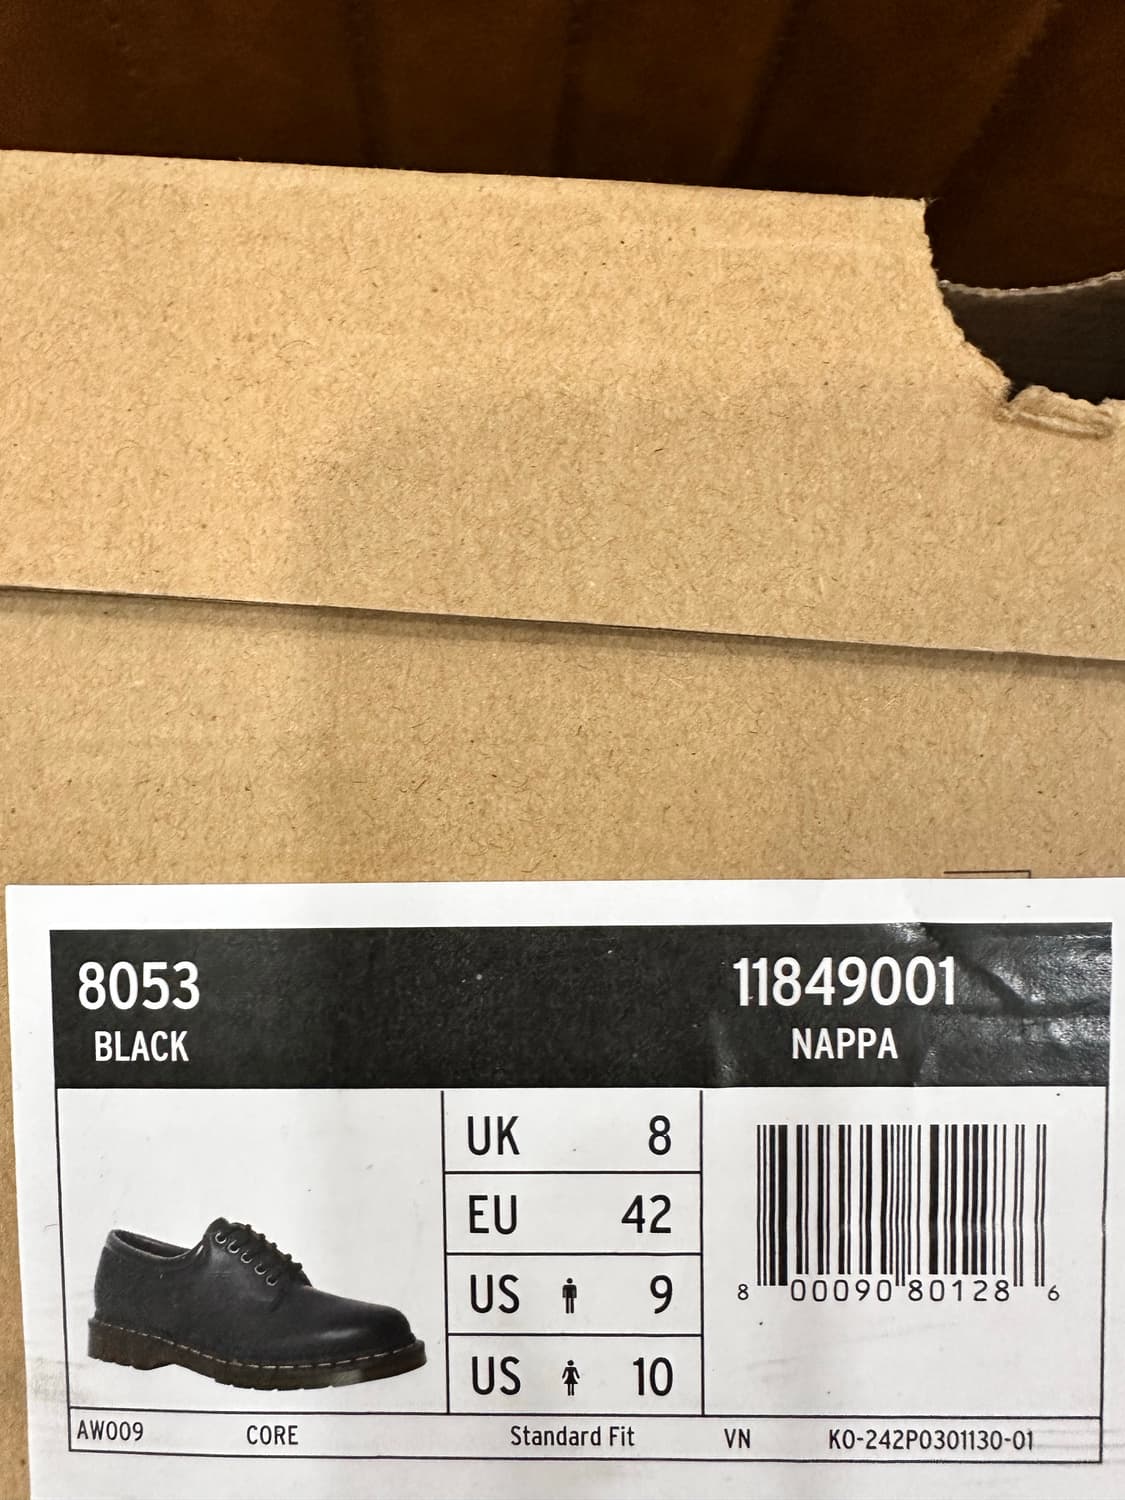 8053
BLACK
11849001
NAPPA
UK 8
EU 42
US 9
US 10
8 00090 80128 6
AW009 CORE Standard Fit VN KO-242P0301130-01